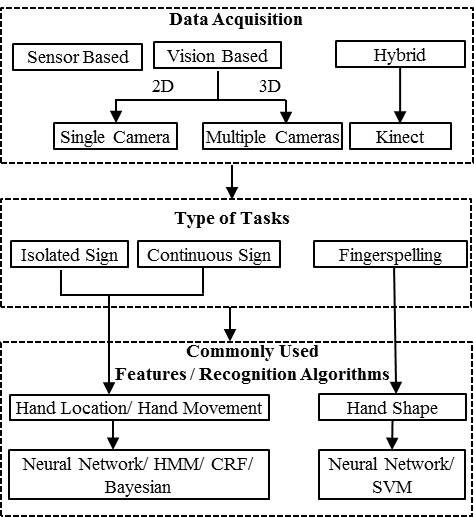 Data Acquisition
Sensor Based
Vision Based
Hybrid
2D
3D
Single Camera
Multiple Cameras
Kinect
Type of Tasks
Isolated Sign
Continuous Sign
Fingerspelling
Commonly Used
Features / Recognition Algorithms
Hand Location/ Hand Movement
Hand Shape
Neural Network/ HMM/ CRF/
Bayesian
Neural Network/
SVM